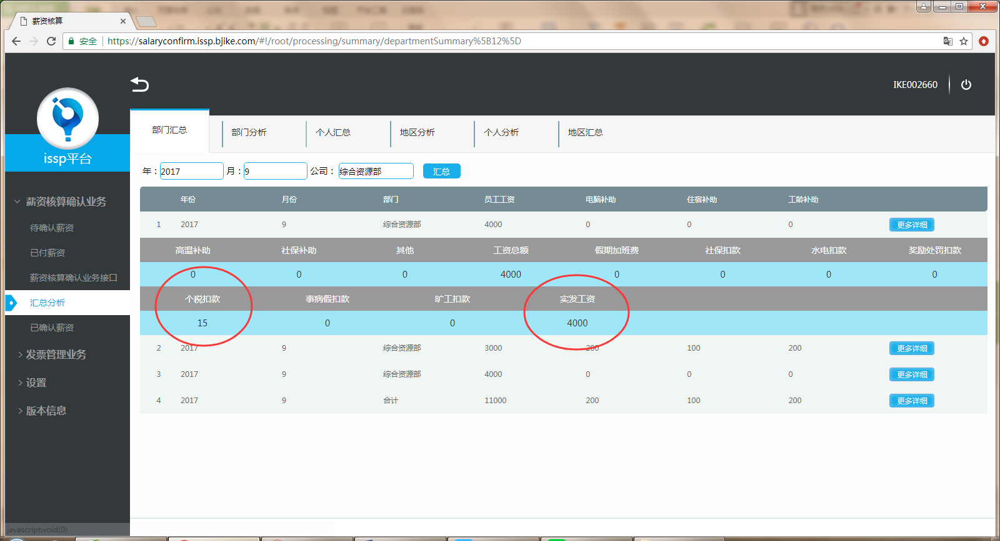 薪资核算
安全
https://salaryconfirm.issp.bjike.com/#!/root/processing/summary/departmentSummary%5B12%5D
IKE002660
issp平台
部门汇总 部门分析 个人汇总 地区分析 个人分析 地区汇总
年：2017 月：9 公司：综合资源部 汇总
薪资核算确认业务
待确认薪资
已付薪资
薪资核算确认业务接口
汇总分析
已确认薪资
发票管理业务
设置
版本信息
年份 月份 部门 员工工资 电脑补助 住宿补助 工龄补助
1 2017 9 综合资源部 4000 0 0 0 更多详细
高温补助 社保补助 其他 工资总额 假期加班费 社保扣款 水电扣款 奖励处罚扣款
0 0 0 4000 0 0 0 0
个税扣款 事病假扣款 旷工扣款 实发工资
15 0 0 4000
2 2017 9 综合资源部 3000 200 100 200 更多详细
3 2017 9 综合资源部 4000 0 0 0 更多详细
4 2017 9 合计 11000 200 100 200 更多详细
javascript:void(0)